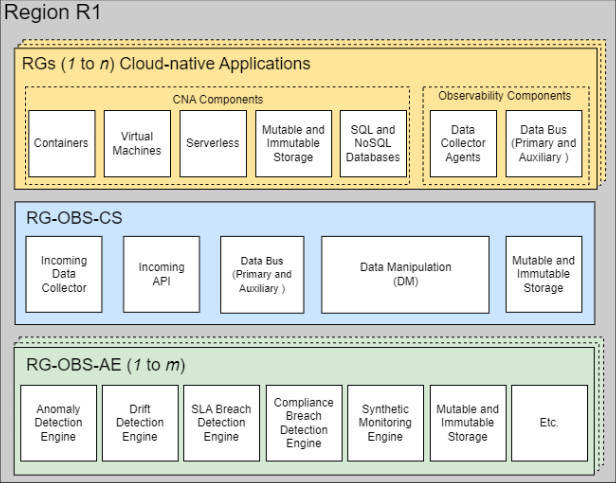 Region R1
RGs (1 to n) Cloud-native Applications
CNA Components
Containers
Virtual
Machines
Serverless
Mutable and
Immutable
Storage
SQL and
NoSQL
Databases
Observability Components
Data
Collector
Agents
Data Bus
(Primary and
Auxiliary )
RG-OBS-CS
Incoming
Data
Collector
Incoming
API
Data Bus
(Primary and
Auxiliary )
Data Manipulation
(DM)
Mutable and
Immutable
Storage
RG-OBS-AE (1 to m)
Anomaly
Detection
Engine
Drift
Detection
Engine
SLA Breach
Detection
Engine
Compliance
Breach
Detection
Engine
Synthetic
Monitoring
Engine
Mutable and
Immutable
Storage
Etc.